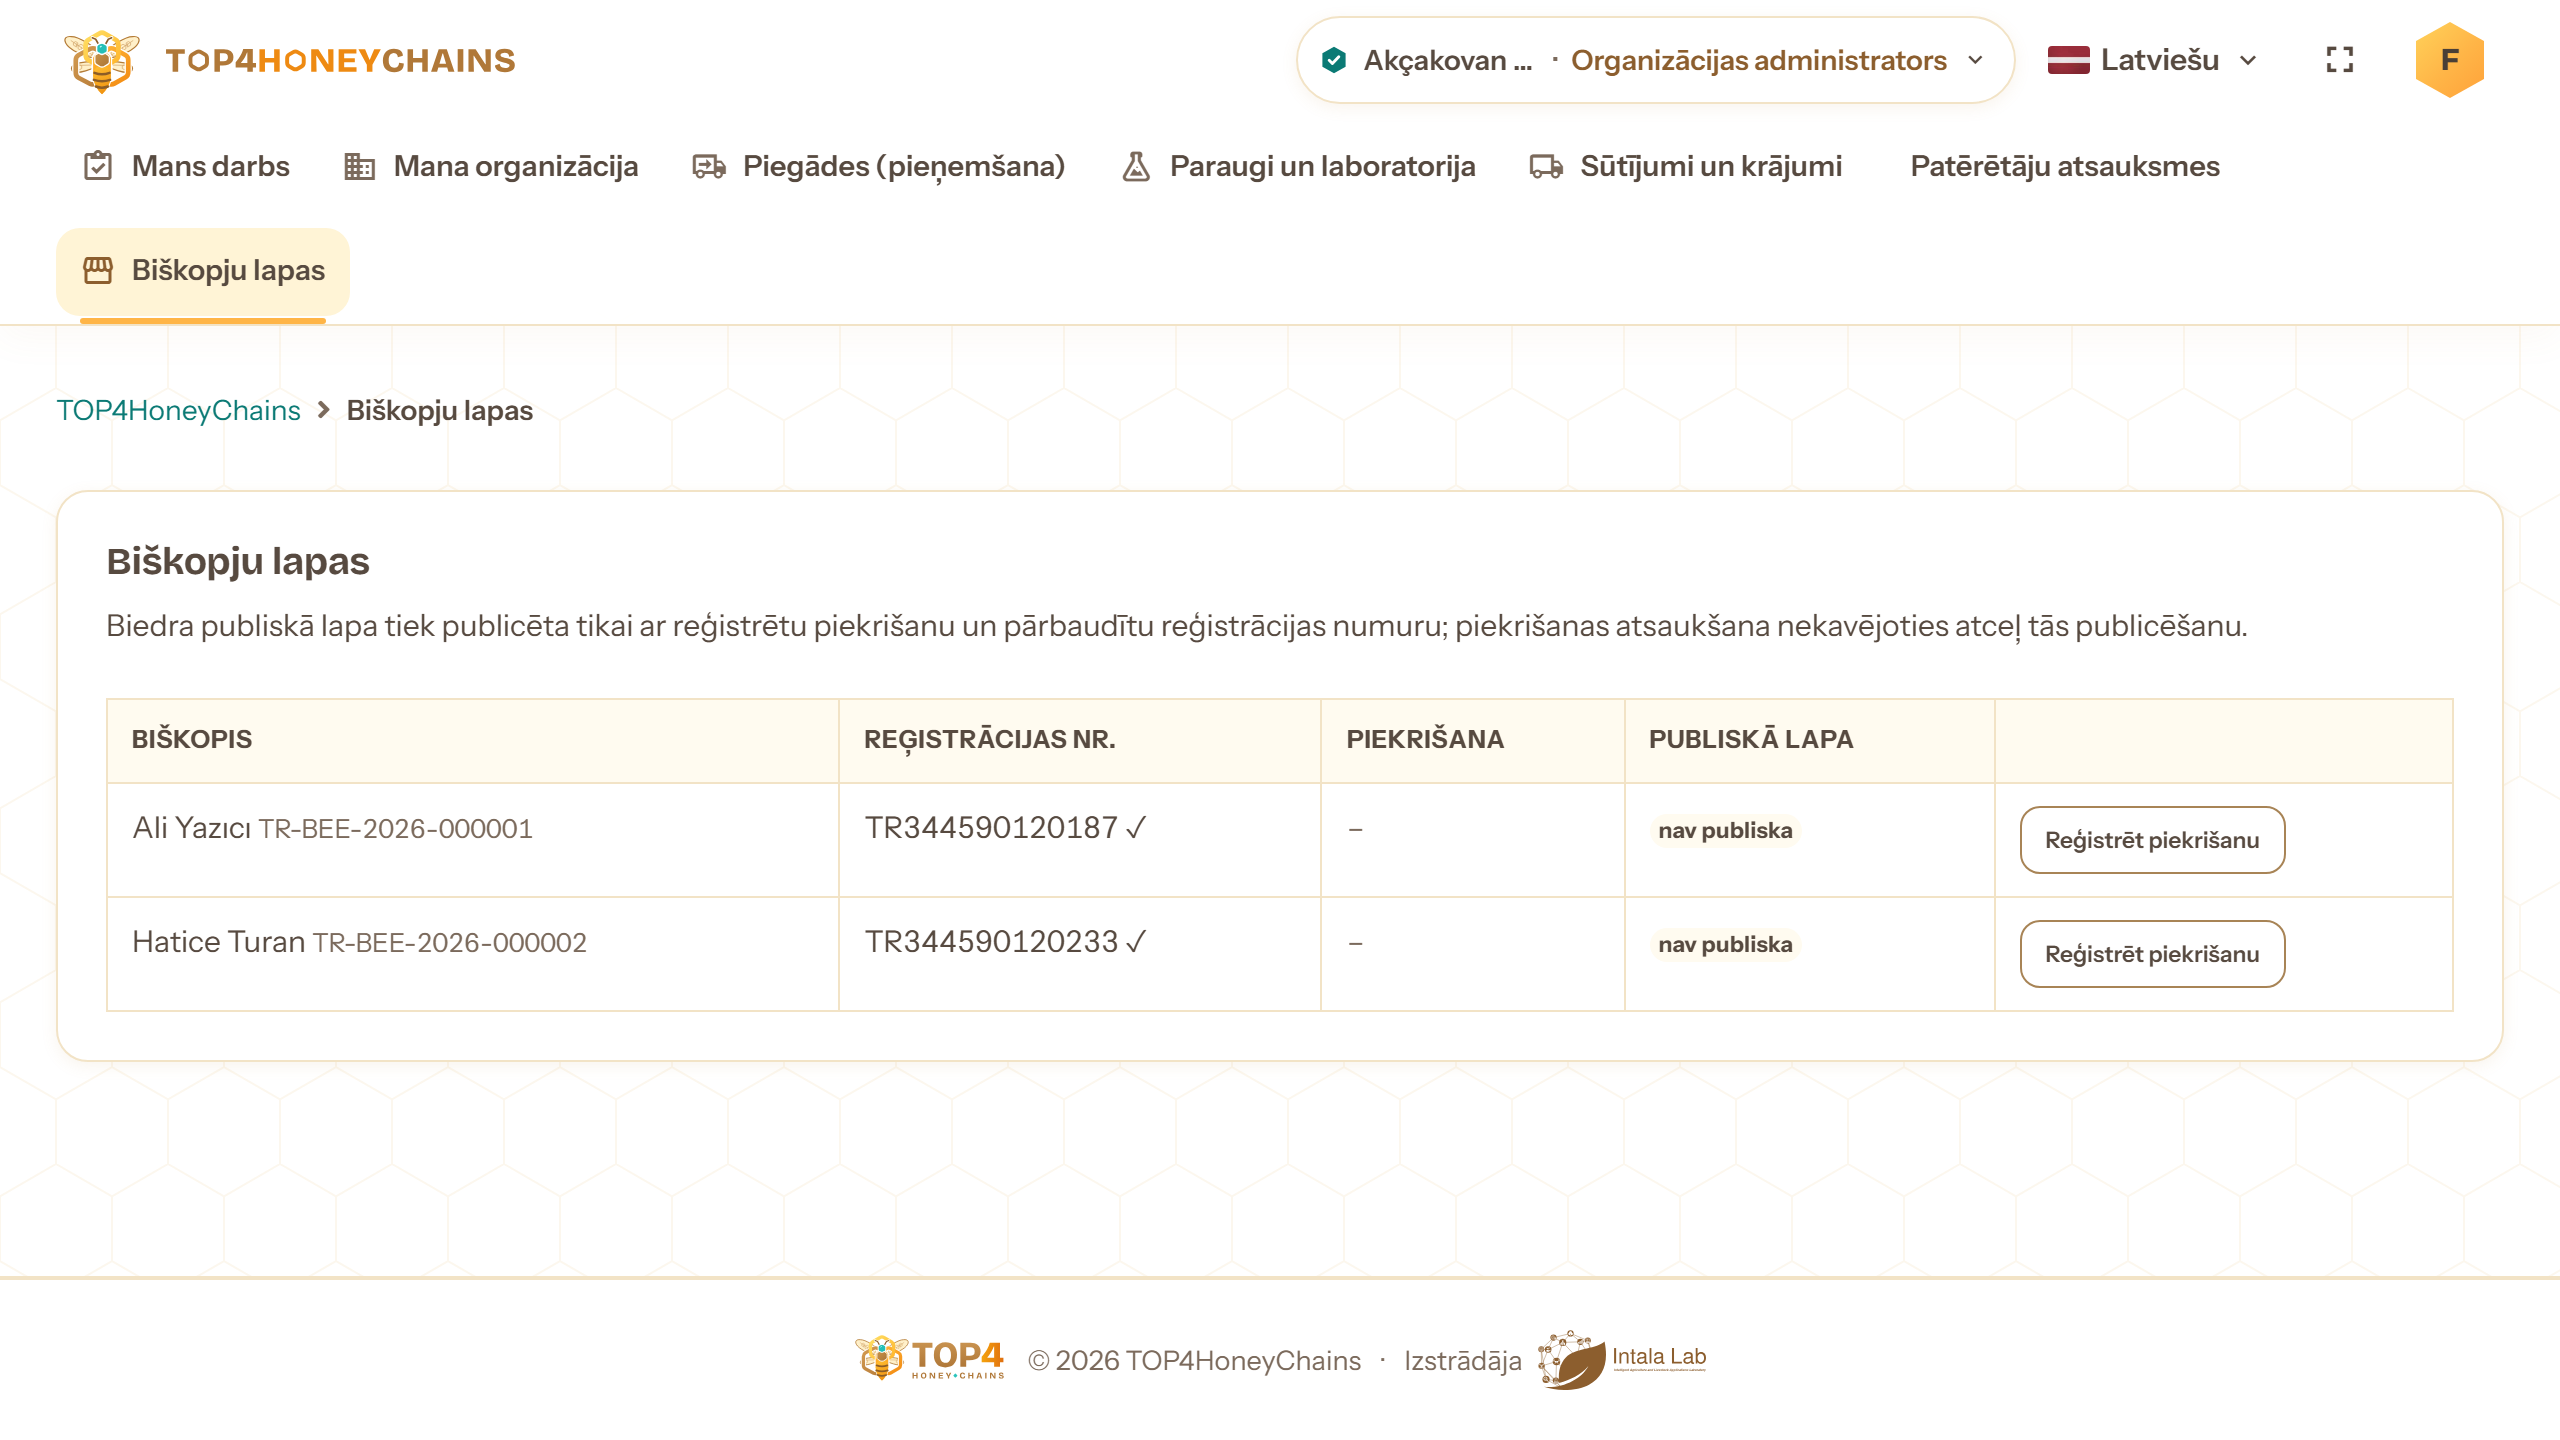 TOP4HONEYCHAINS
Akçakovan ... · Organizācijas administrators
Latviešu
F
Mans darbs
Mana organizācija
Piegādes (pieņemšana)
Paraugi un laboratorija
Sūtījumi un krājumi
Patērētāju atsauksmes
Biškopju lapas
TOP4HoneyChains > Biškopju lapas
Biškopju lapas
Biedra publiskā lapa tiek publicēta tikai ar reģistrētu piekrišanu un pārbaudītu reģistrācijas numuru; piekrišanas atsaukšana nekavējoties atceļ tās publicēšanu.
BIŠKOPIS REĢISTRĀCIJAS NR. PIEKRIŠANA PUBLISKĀ LAPA
Ali Yazıcı TR-BEE-2026-000001 TR344590120187 ✓ – nav publiska Reģistrēt piekrišanu
Hatice Turan TR-BEE-2026-000002 TR344590120233 ✓ – nav publiska Reģistrēt piekrišanu
TOP4
HONEY CHAINS
© 2026 TOP4HoneyChains · Izstrādāja
Intala Lab